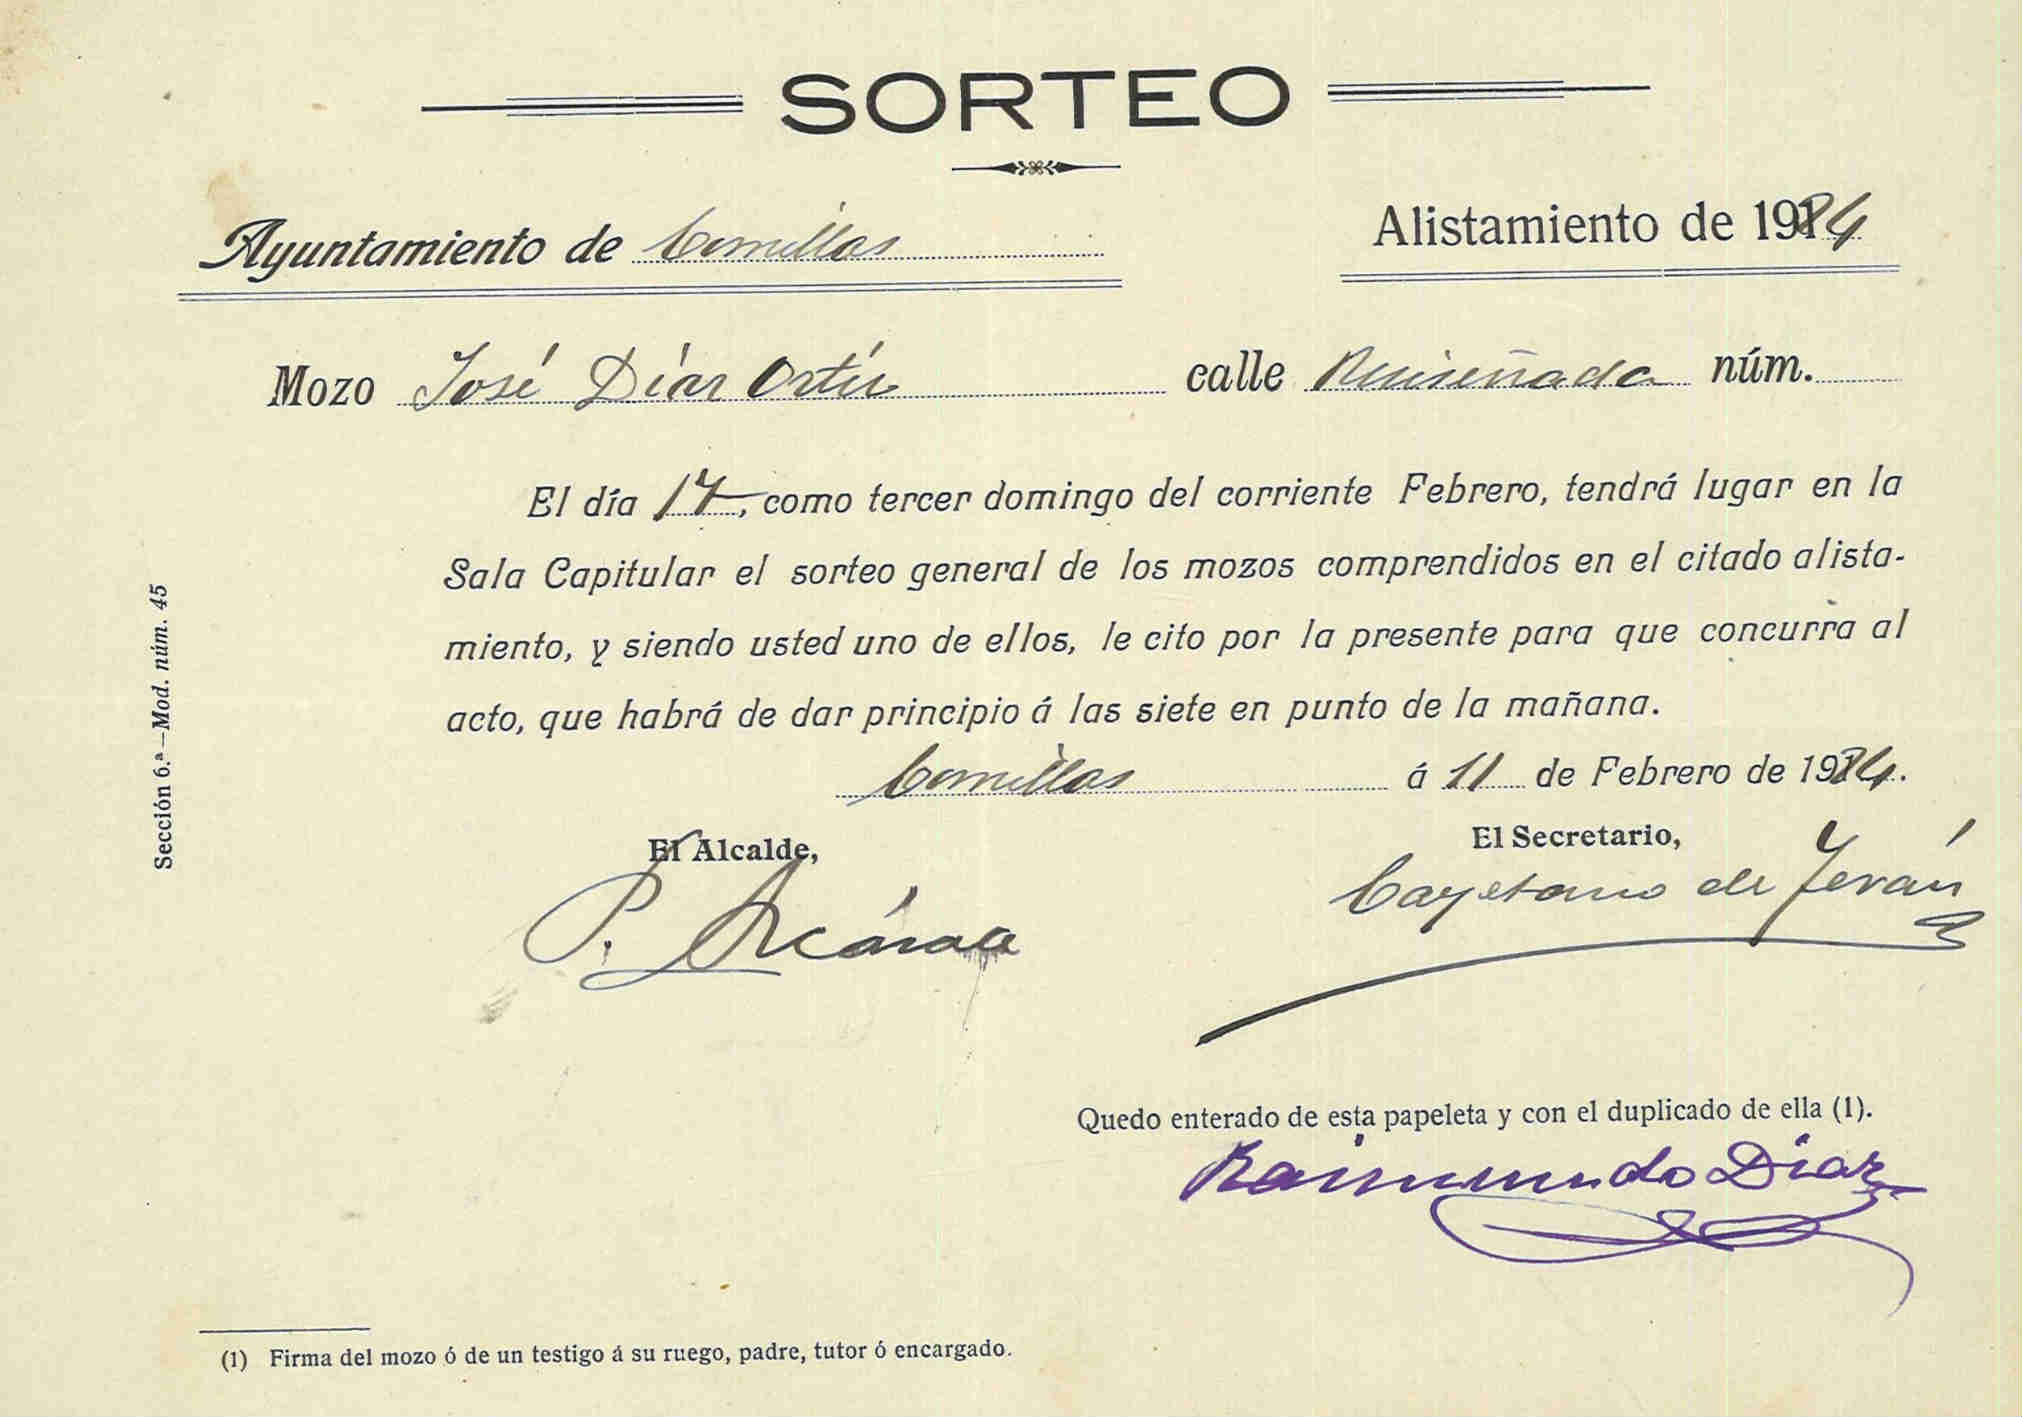 SORTEO
Ayuntamiento de Comillas
Alistamiento de 1924
Mozo José Díaz Ortiz calle Ruiseñada núm.
El día 17, como tercer domingo del corriente Febrero, tendrá lugar en la
Sala Capitular el sorteo general de los mozos comprendidos en el citado alista-
miento, y siendo usted uno de ellos, le cito por la presente para que concurra al
acto, que habrá de dar principio á las siete en punto de la mañana.
Comillas á 11 de Febrero de 1924.
El Alcalde,
P.
El Secretario,
Cayetano de Terán
Quedo enterado de esta papeleta y con el duplicado de ella (1).
Raimundo Díaz
(1) Firma del mozo ó de un testigo á su ruego, padre, tutor ó encargado.
Sección 6.ª—Mod. núm. 45